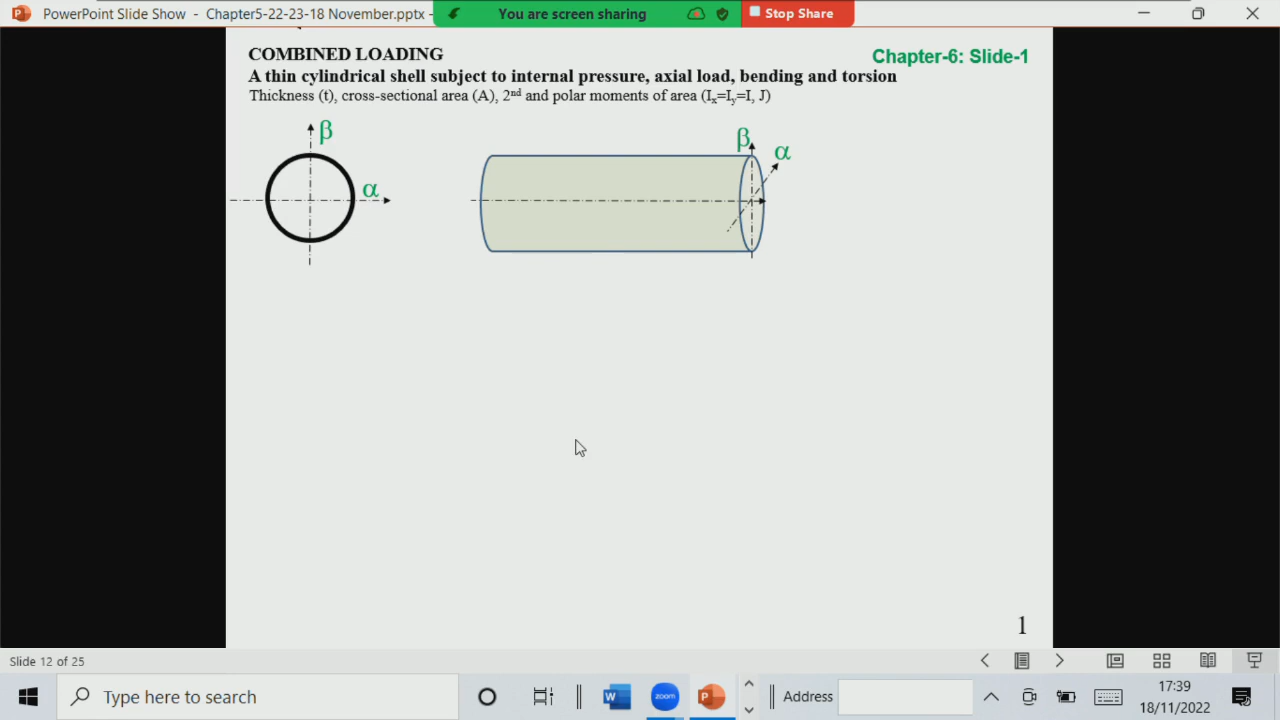 PowerPoint Slide Show - Chapter5-22-23-18 November.pptx -
You are screen sharing
Stop Share
COMBINED LOADING
Chapter-6: Slide-1
A thin cylindrical shell subject to internal pressure, axial load, bending and torsion
Thickness (t), cross-sectional area (A), 2nd and polar moments of area (Ix=Iy=I, J)
β
α
β
α
1
Slide 12 of 25
Type here to search
zoom
Address
17:39
18/11/2022